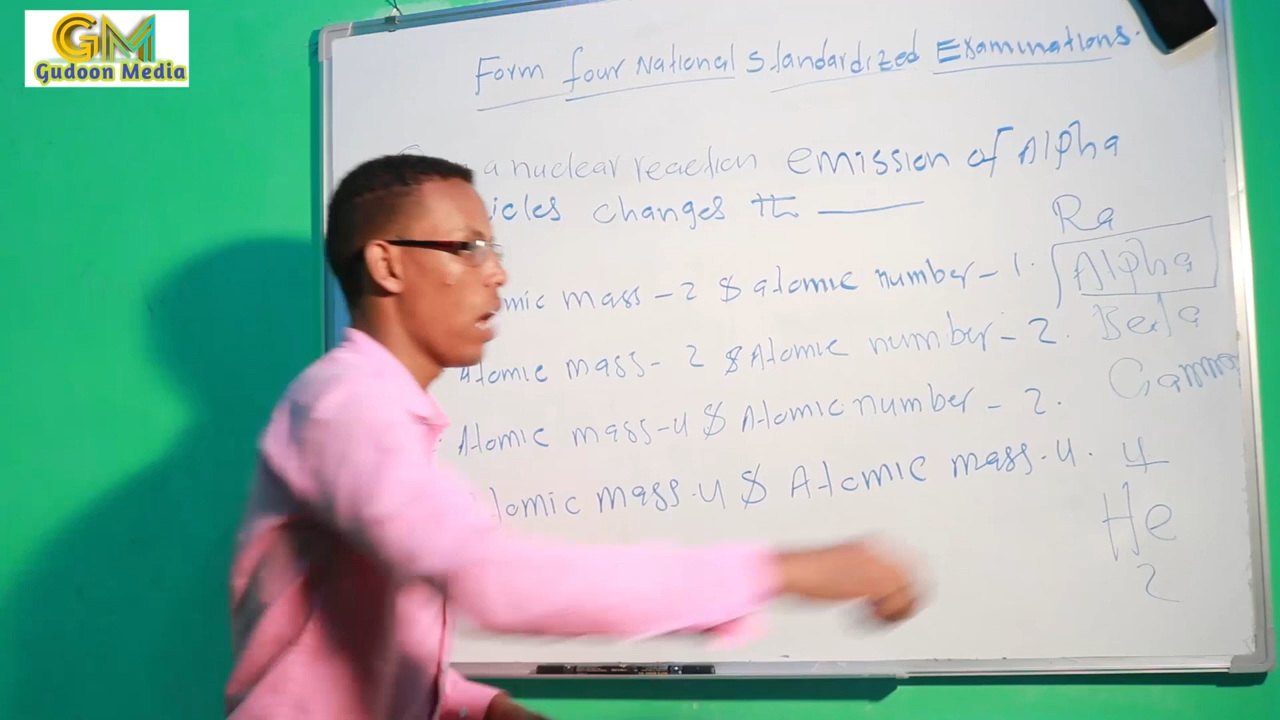 GM
Gudoon Media
Form four National Standardized Examinations.
a nuclear reaction emission of Alpha
icles changes th
Ra
mic mass - 2 & atomic number - 1.
Alpha
Atomic mass - 2 & Atomic number - 2.
Beta
Atomic mass - 4 & Atomic number - 2.
Gamma
tomic mass - 4 & Atomic mass - 4.
4
He
2